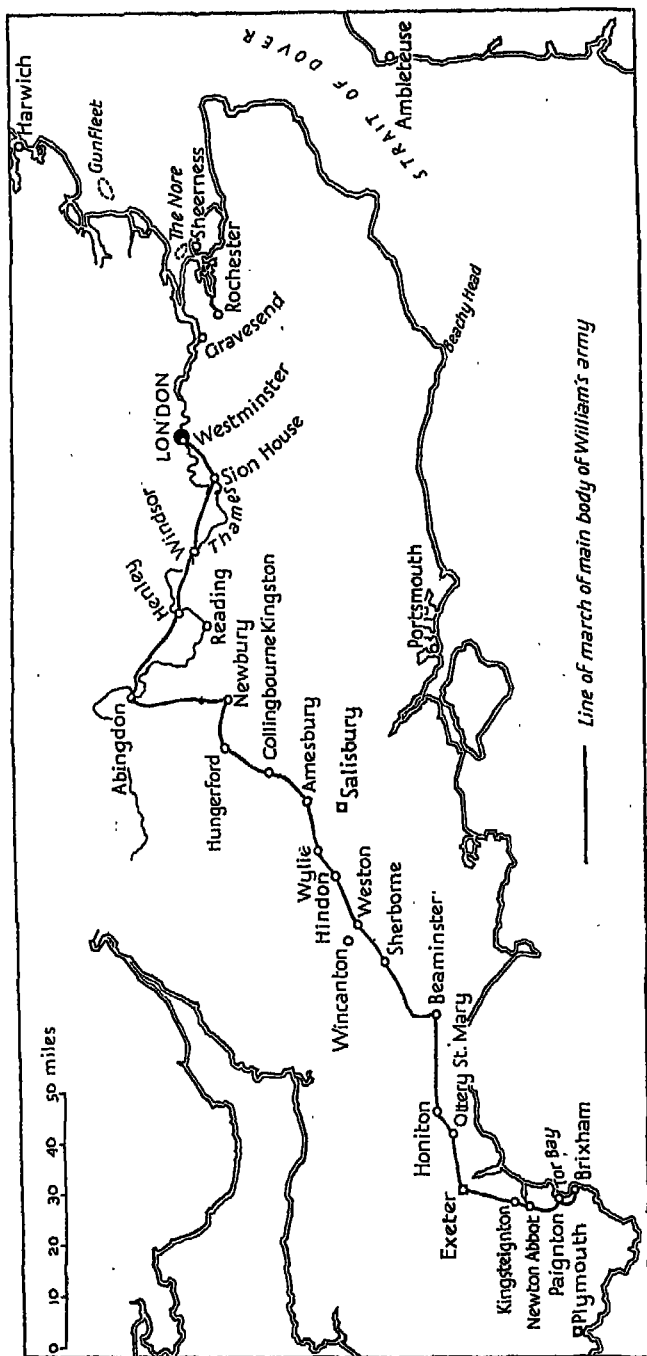 0 10 20 30 40 50 miles
Harwich
Gunfleet
The Nore
Sheerness
Rochester
Gravesend
LONDON
Westminster
Sion House
Windsor
Thames
Henley
Reading
Abingdon
Newbury
Hungerford
Collingbourne Kingston
Amesbury
Salisbury
Wylie
Hindon
Weston
Wincanton
Sherborne
Beaminster
Honiton
Ottery St. Mary
Exeter
Kingsteignton
Newton Abbot
Tor Bay
Paignton
Brixham
Plymouth
Portsmouth
Beachy Head
STRAIT OF DOVER
Ambleteuse
Line of march of main body of William's army